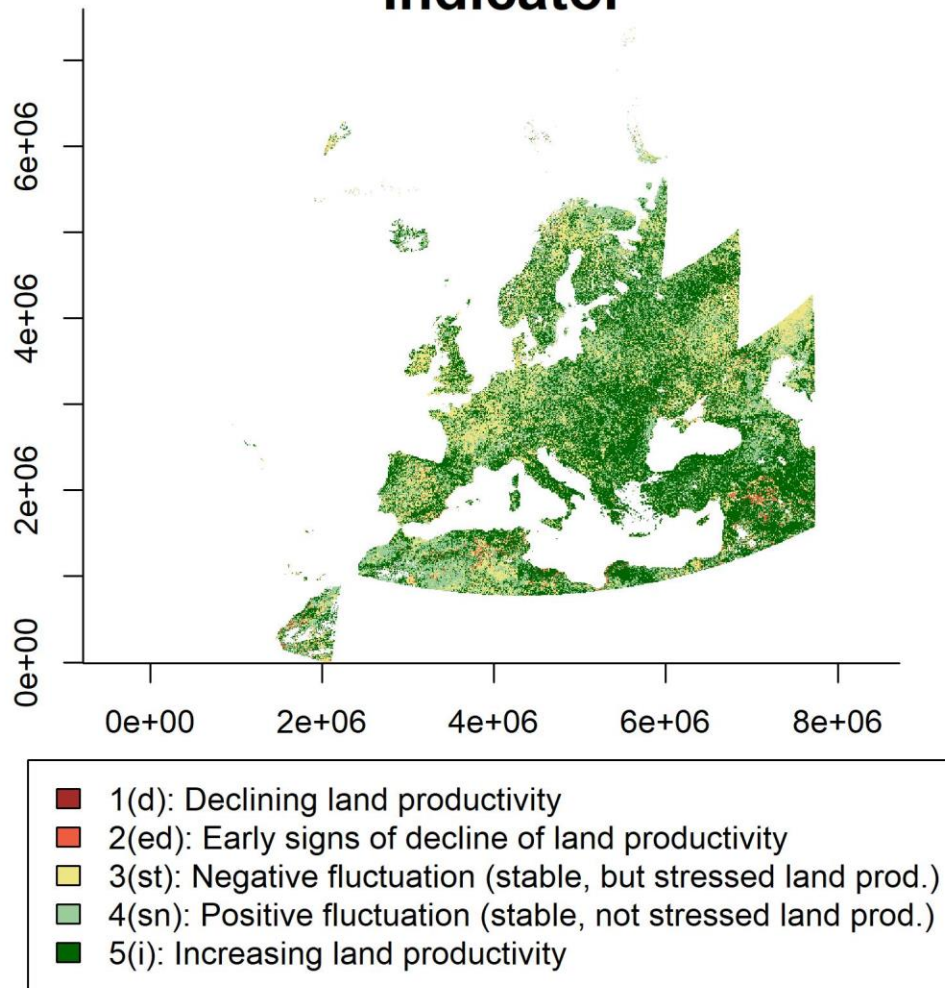 Indicator
6e+06
4e+06
2e+06
0e+00
0e+00 2e+06 4e+06 6e+06 8e+06
1(d): Declining land productivity
2(ed): Early signs of decline of land productivity
3(st): Negative fluctuation (stable, but stressed land prod.)
4(sn): Positive fluctuation (stable, not stressed land prod.)
5(i): Increasing land productivity